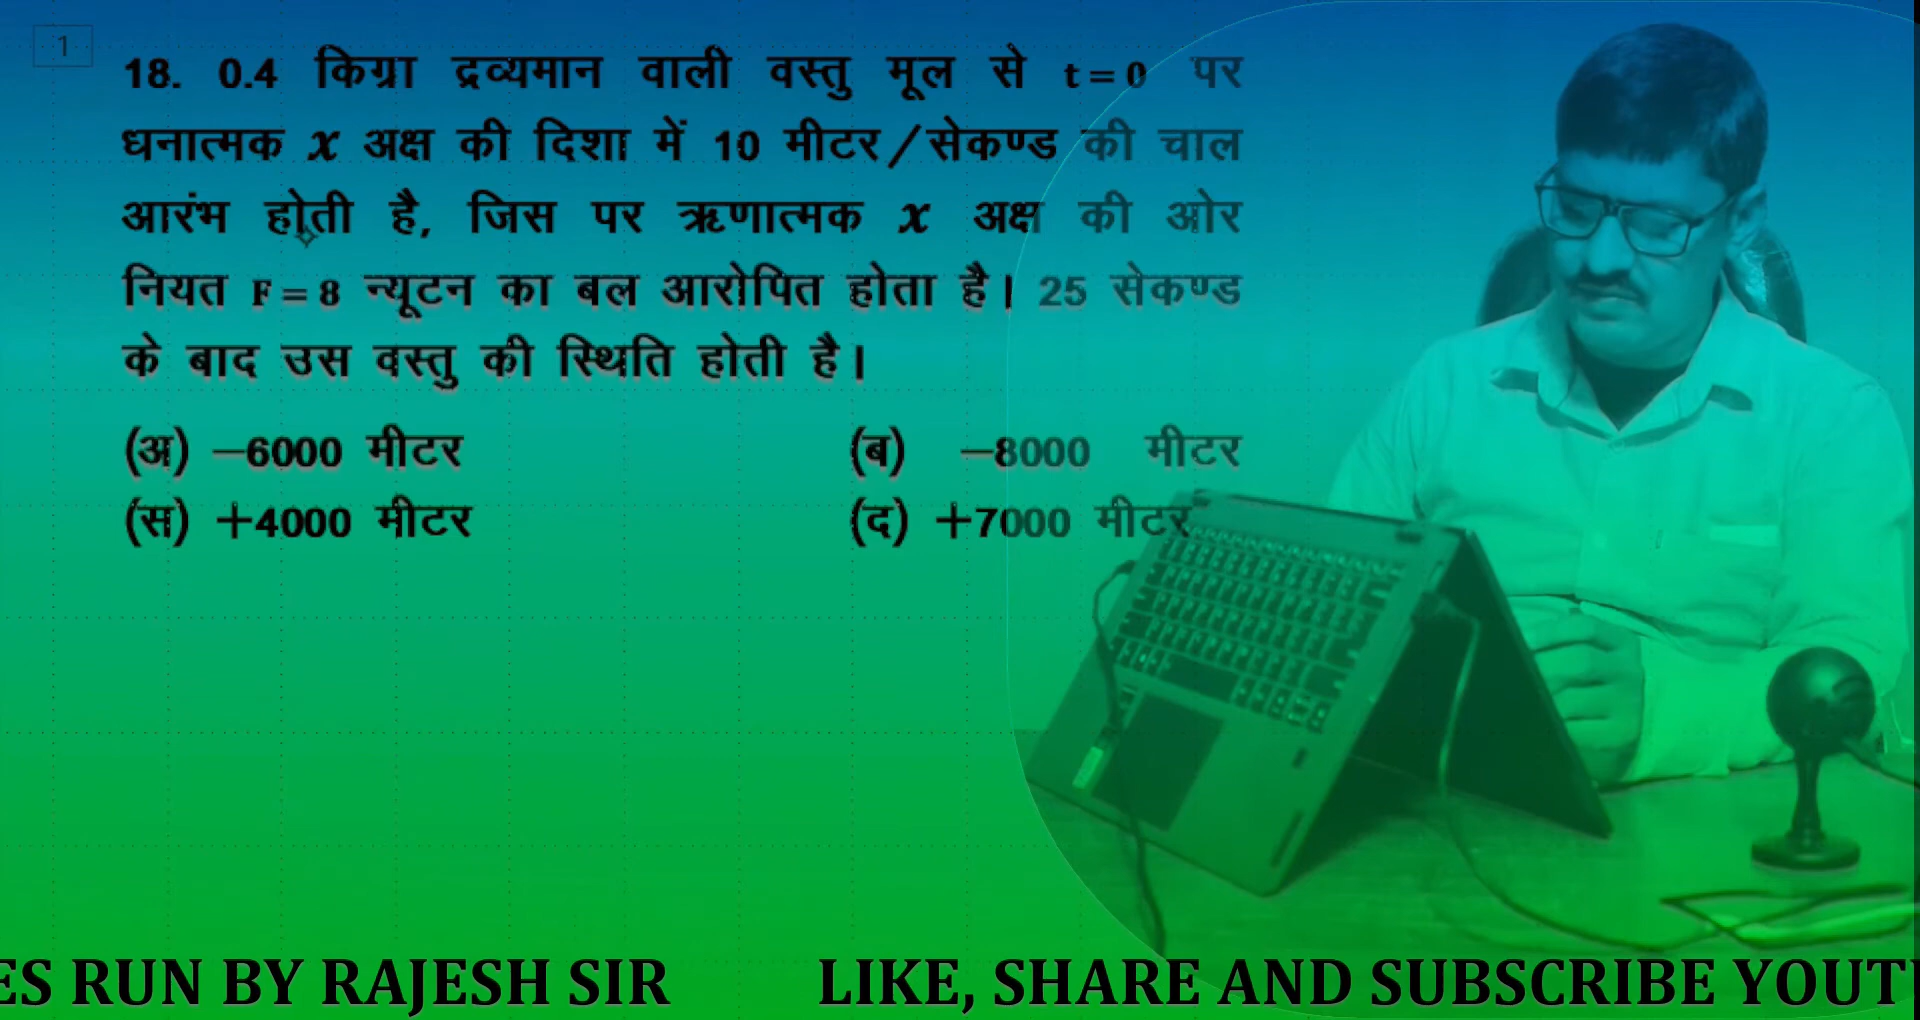 1
18. 0.4 किग्रा द्रव्यमान वाली वस्तु मूल से t = 0 पर
धनात्मक x अक्ष की दिशा में 10 मीटर/सेकण्ड की चाल
आरंभ होती है, जिस पर ऋणात्मक x अक्ष की ओर
नियत F = 8 न्यूटन का बल आरोपित होता है। 25 सेकण्ड
के बाद उस वस्तु की स्थिति होती है।
(अ) −6000 मीटर (ब) −8000 मीटर
(स) +4000 मीटर (द) +7000 मीटर
ES RUN BY RAJESH SIR LIKE, SHARE AND SUBSCRIBE YOUT